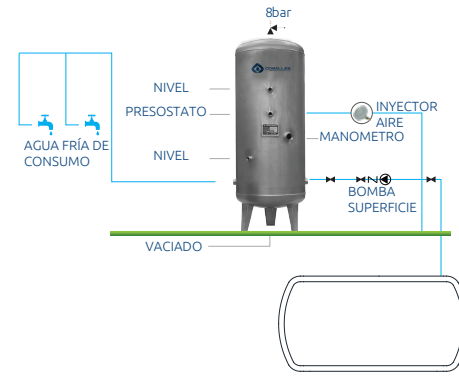 8bar
NIVEL
PRESOSTATO
INYECTOR
AIRE
MANOMETRO
AGUA FRÍA DE
CONSUMO
NIVEL
BOMBA
SUPERFICIE
VACIADO